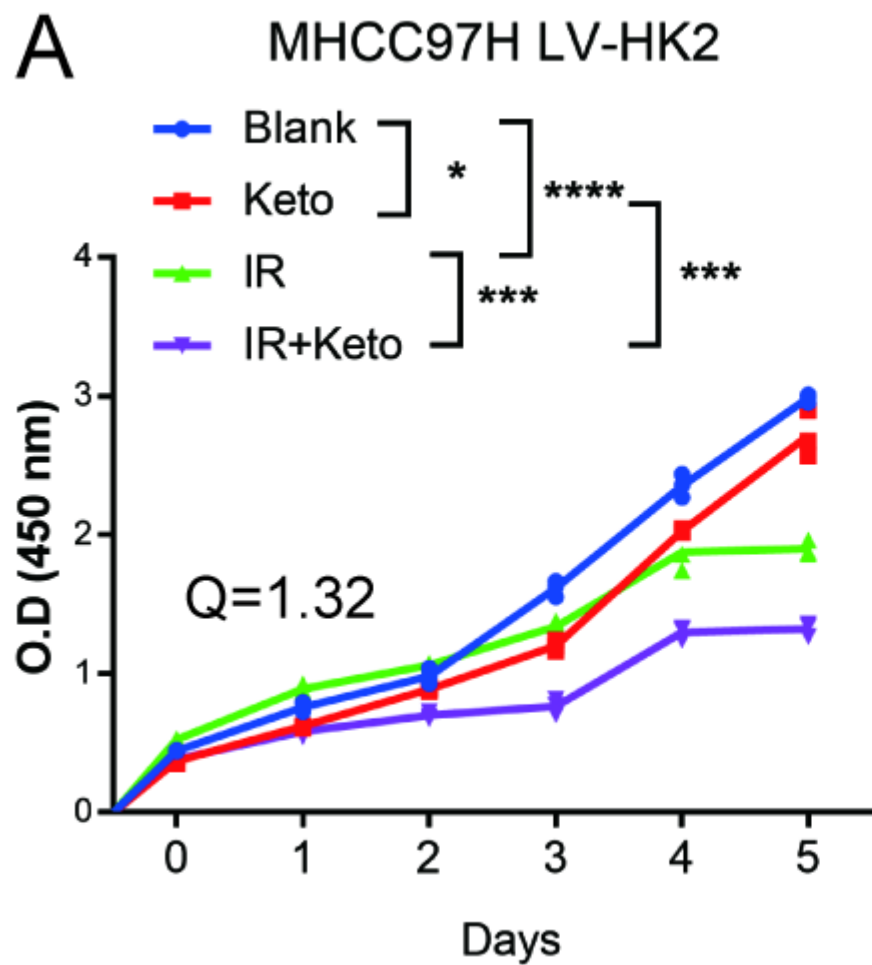 A
MHCC97H LV-HK2
Blank
*
Keto
****
IR
***
***
IR+Keto
4
3
2
1
0
O.D (450 nm)
Q=1.32
0 1 2 3 4 5
Days